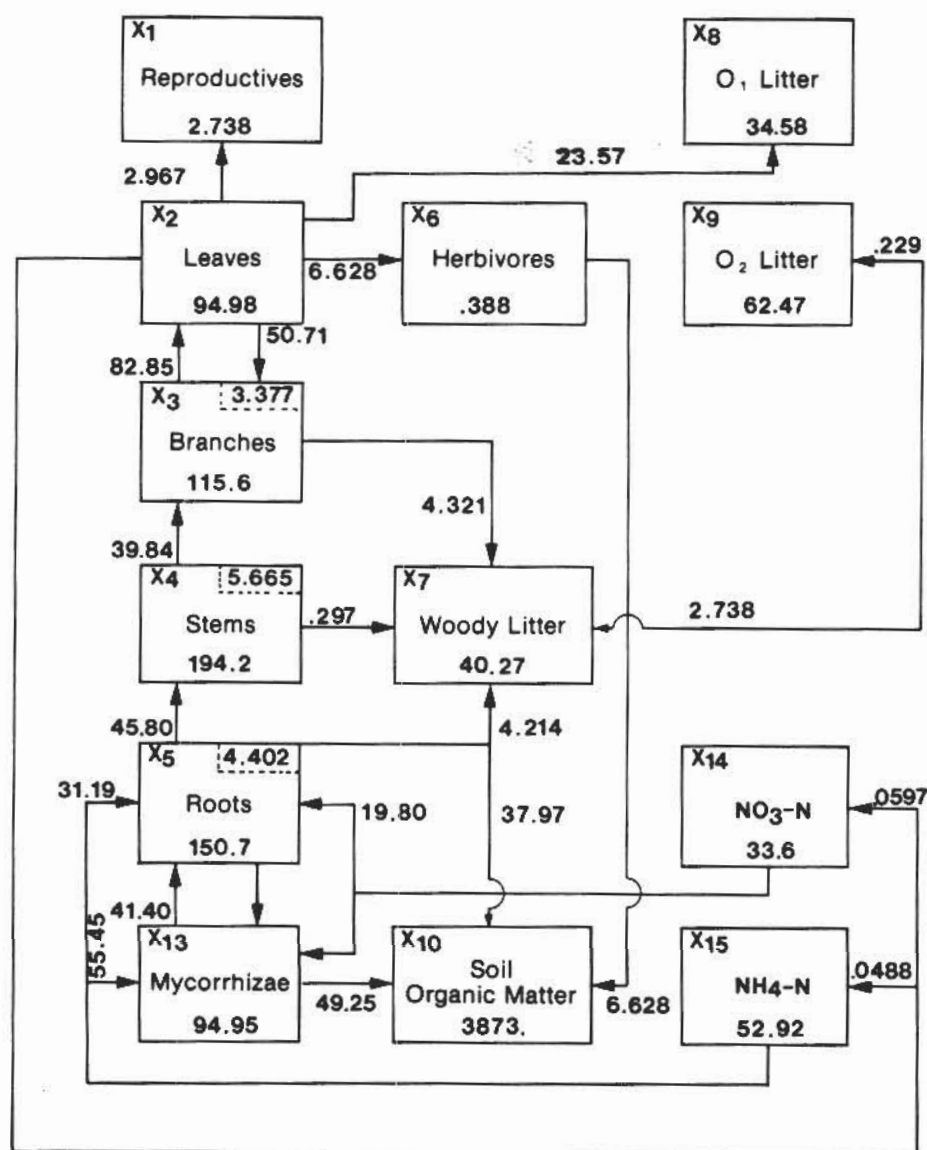 X1
Reproductives
2.738
X8
O1 Litter
34.58
2.967
23.57
X2
Leaves
94.98
6.628
X6
Herbivores
.388
X9
O2 Litter
62.47
.229
82.85
50.71
X3
3.377
Branches
115.6
4.321
39.84
X4
5.665
Stems
194.2
.297
X7
Woody Litter
40.27
2.738
45.80
4.214
X5
4.402
Roots
150.7
31.19
19.80
37.97
X14
NO3-N
33.6
.0597
41.40
55.45
X13
Mycorrhizae
94.95
49.25
X10
Soil
Organic Matter
3873.
6.628
X15
NH4-N
52.92
.0488